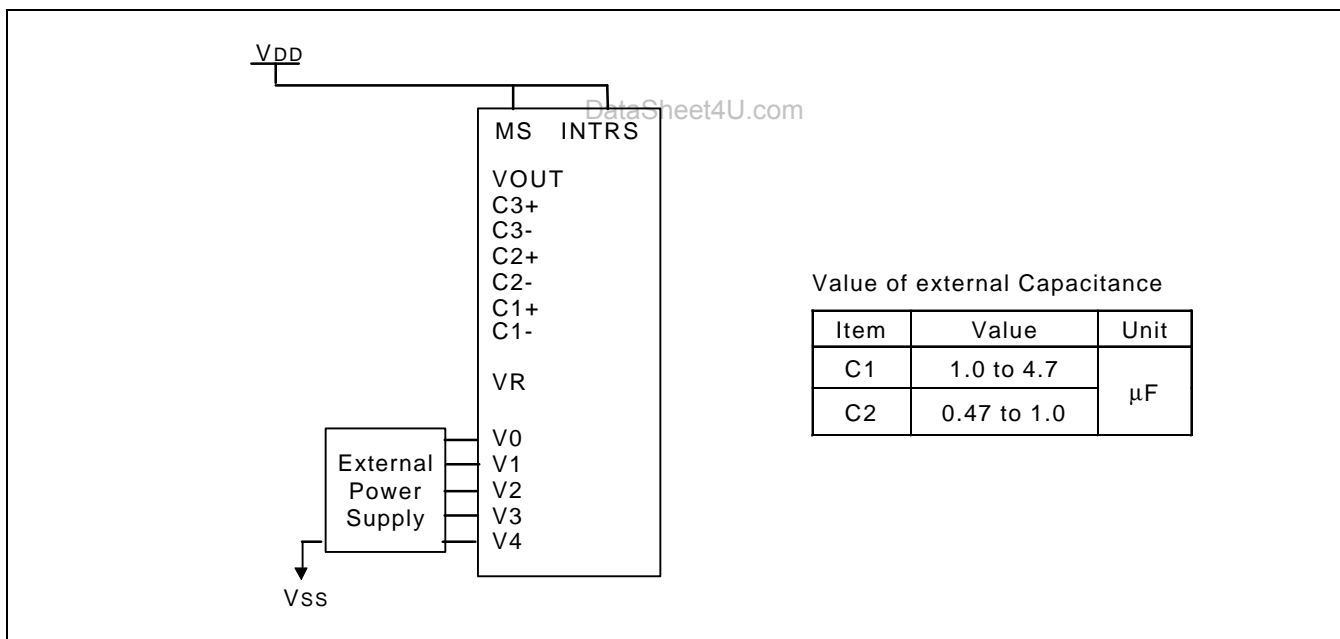 VDD
DataSheet4U.com
MS INTRS
VOUT
C3+
C3-
C2+
C2-
C1+
C1-
VR
V0
V1
V2
V3
V4
External
Power
Supply
VSS
Value of external Capacitance
Item Value Unit
C1 1.0 to 4.7 μF
C2 0.47 to 1.0